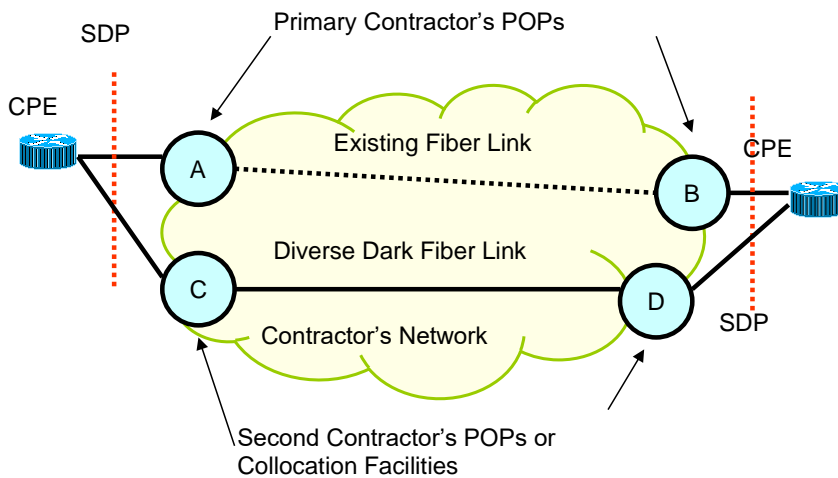 Primary Contractor's POPs
SDP
CPE
Existing Fiber Link
CPE
A
B
Diverse Dark Fiber Link
C
D
Contractor's Network
SDP
Second Contractor's POPs or
Collocation Facilities